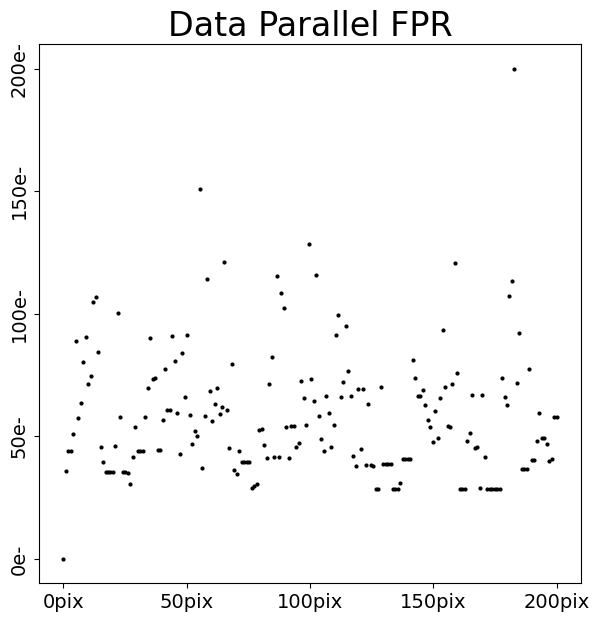 Data Parallel FPR
200e-
150e-
100e-
50e-
0e-
0pix 50pix 100pix 150pix 200pix